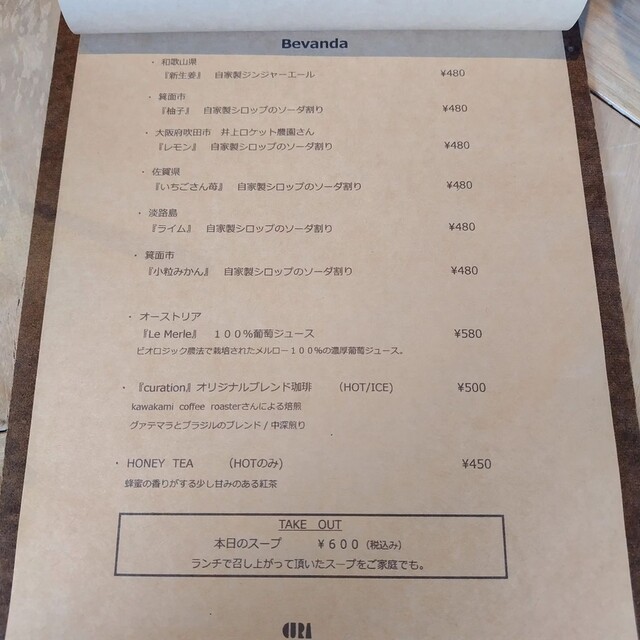 Bevanda
・ 和歌山県
『新生姜』 自家製ジンジャーエール ¥480
・ 箕面市
『柚子』 自家製シロップのソーダ割り ¥480
・ 大阪府吹田市 井上ロケット農園さん
『レモン』 自家製シロップのソーダ割り ¥480
・ 佐賀県
『いちごさん苺』 自家製シロップのソーダ割り ¥480
・ 淡路島
『ライム』 自家製シロップのソーダ割り ¥480
・ 箕面市
『小粒みかん』 自家製シロップのソーダ割り ¥480
・ オーストリア
『Le Merle』 １００％葡萄ジュース ¥580
ビオロジック農法で栽培されたメルロー１００％の濃厚葡萄ジュース。
・ 『curation』オリジナルブレンド珈琲 (HOT/ICE) ¥500
kawakami coffee roasterさんによる焙煎
グァテマラとブラジルのブレンド / 中深煎り
・ HONEY TEA (HOTのみ) ¥450
蜂蜜の香りがする少し甘みのある紅茶
TAKE OUT
本日のスープ ¥６００（税込み）
ランチで召し上がって頂いたスープをご家庭でも。
CURA